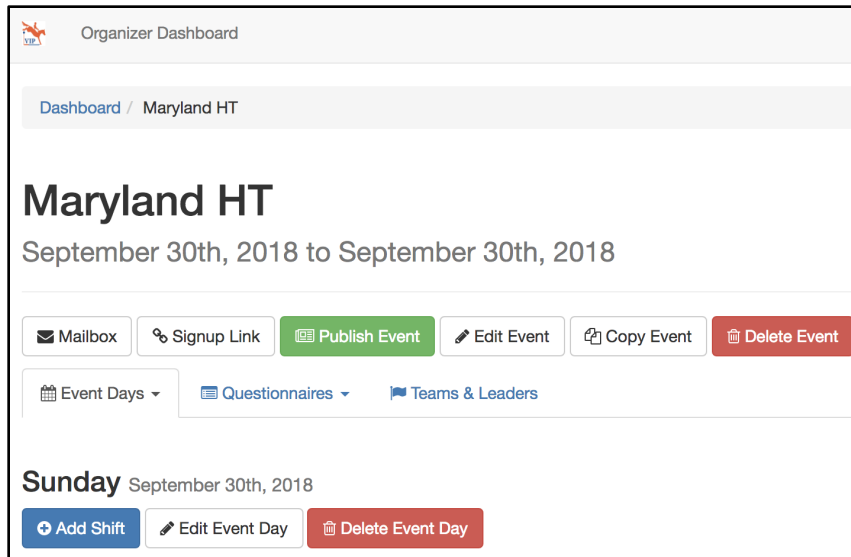 VIP Organizer Dashboard
Dashboard / Maryland HT
Maryland HT
September 30th, 2018 to September 30th, 2018
Mailbox Signup Link Publish Event Edit Event Copy Event Delete Event
Event Days Questionnaires Teams & Leaders
Sunday September 30th, 2018
Add Shift Edit Event Day Delete Event Day